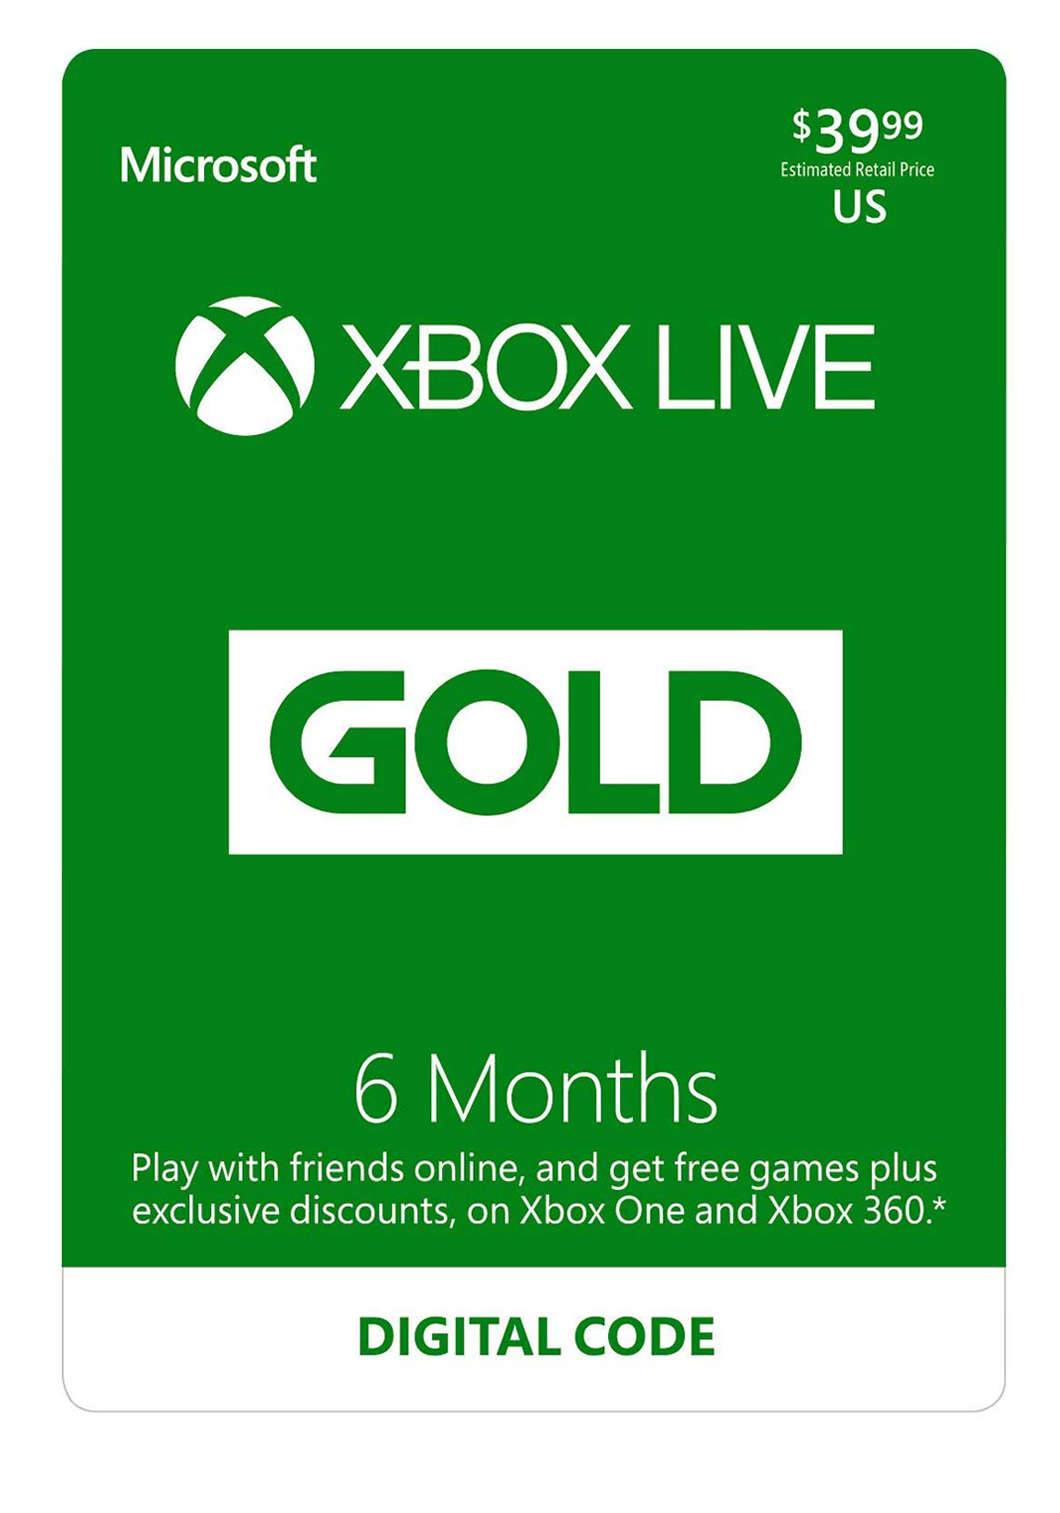 Microsoft
$39.99
Estimated Retail Price
US
XBOX LIVE
GOLD
6 Months
Play with friends online, and get free games plus
exclusive discounts, on Xbox One and Xbox 360.*
DIGITAL CODE